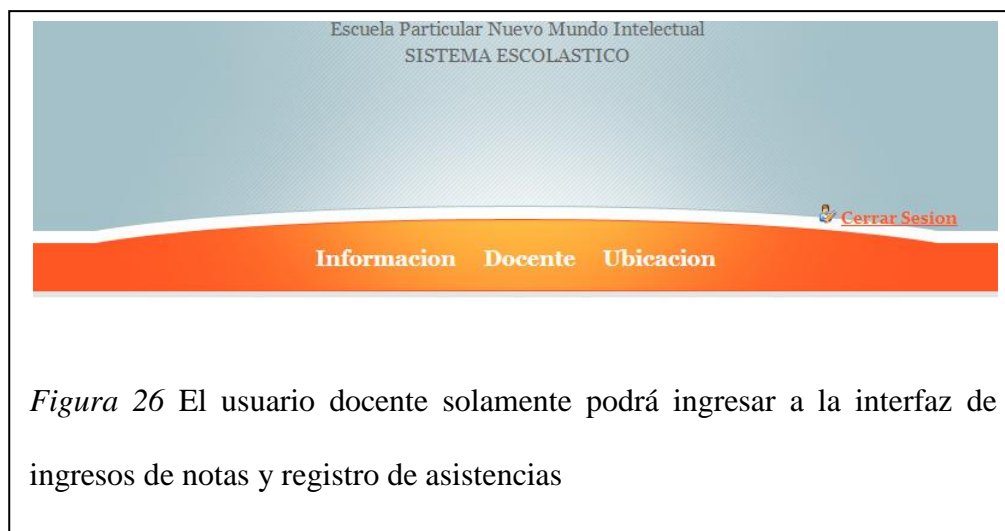 Escuela Particular Nuevo Mundo Intelectual
SISTEMA ESCOLASTICO
Cerrar Sesion
Informacion Docente Ubicacion
Figura 26 El usuario docente solamente podrá ingresar a la interfaz de
ingresos de notas y registro de asistencias